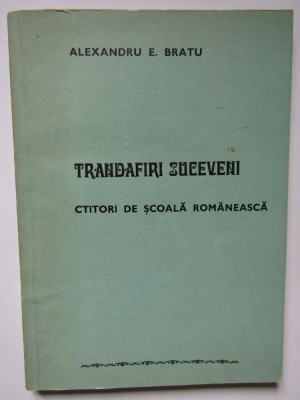 ALEXANDRU E. BRATU
TRANDAFIRI SUCEVENI
CTITORI DE ȘCOALĂ ROMÂNEASCĂ